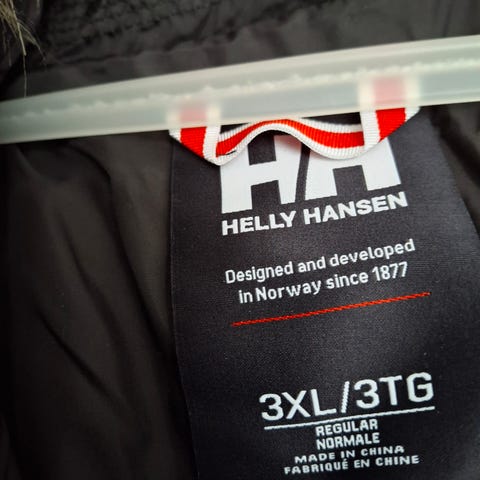 HH
HELLY HANSEN
Designed and developed
in Norway since 1877
3XL/3TG
REGULAR
NORMALE
MADE IN CHINA
FABRIQUÉ EN CHINE